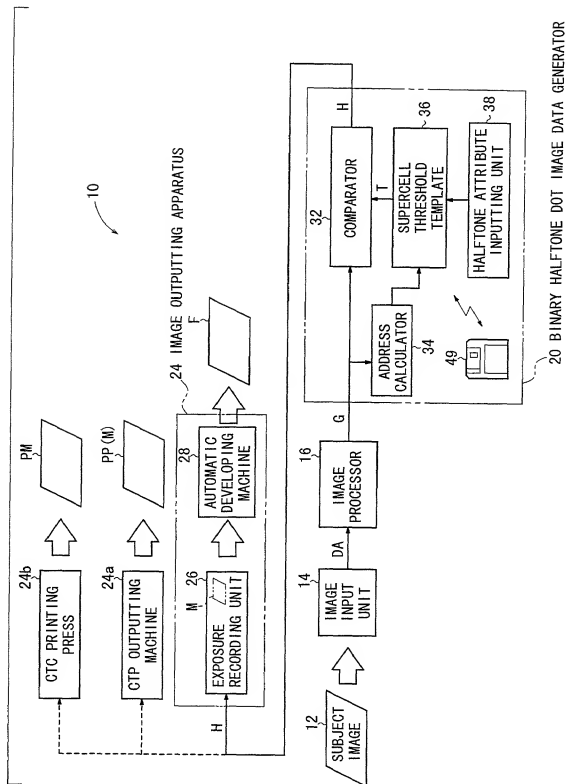 10
24b
CTC PRINTING
PRESS
PM
24a
CTP OUTPUTTING
MACHINE
PP(M)
24 IMAGE OUTPUTTING APPARATUS
26
M
EXPOSURE
RECORDING UNIT
28
AUTOMATIC
DEVELOPING
MACHINE
F
H
12
SUBJECT
IMAGE
14
IMAGE
INPUT
UNIT
DA
16
IMAGE
PROCESSOR
G
32
COMPARATOR
H
34
ADDRESS
CALCULATOR
T
36
SUPERCELL
THRESHOLD
TEMPLATE
38
HALFTONE ATTRIBUTE
INPUTTING UNIT
49
20 BINARY HALFTONE DOT IMAGE DATA GENERATOR